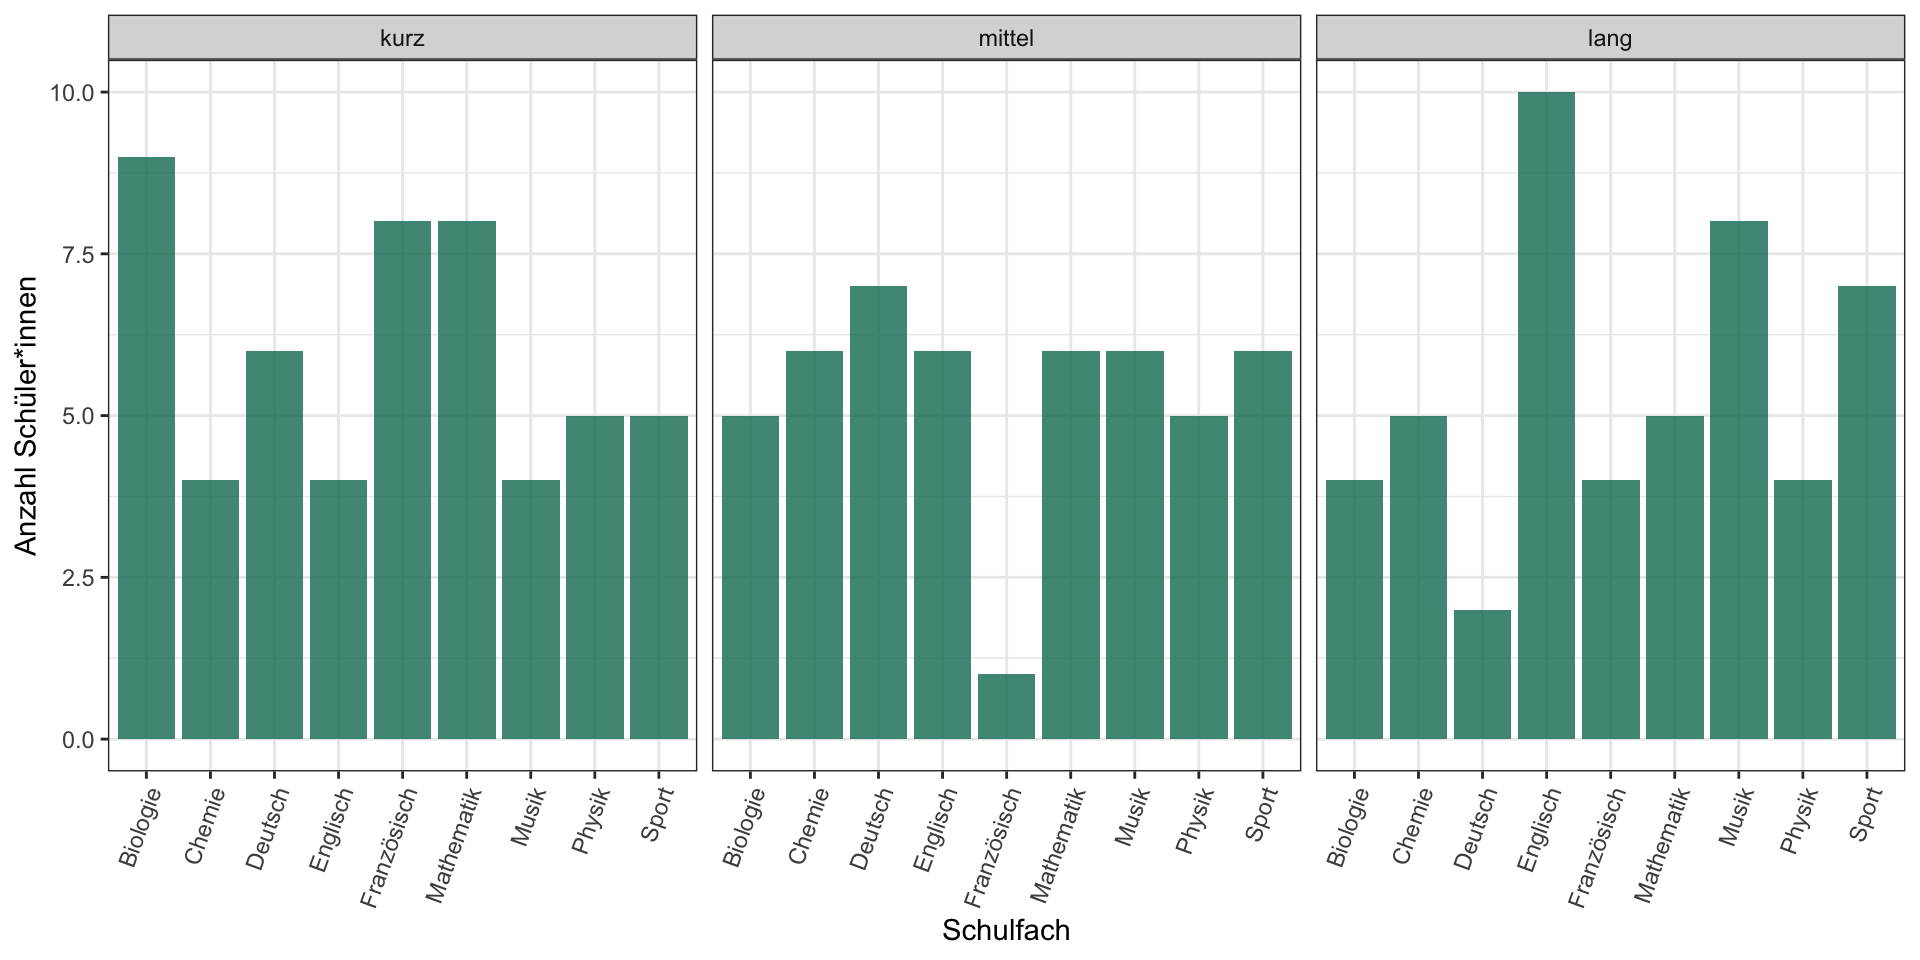 kurz
mittel
lang
Anzahl Schüler*innen
10.0
7.5
5.0
2.5
0.0
Biologie
Chemie
Deutsch
Englisch
Französisch
Mathematik
Musik
Physik
Sport
Biologie
Chemie
Deutsch
Englisch
Französisch
Mathematik
Musik
Physik
Sport
Biologie
Chemie
Deutsch
Englisch
Französisch
Mathematik
Musik
Physik
Sport
Schulfach